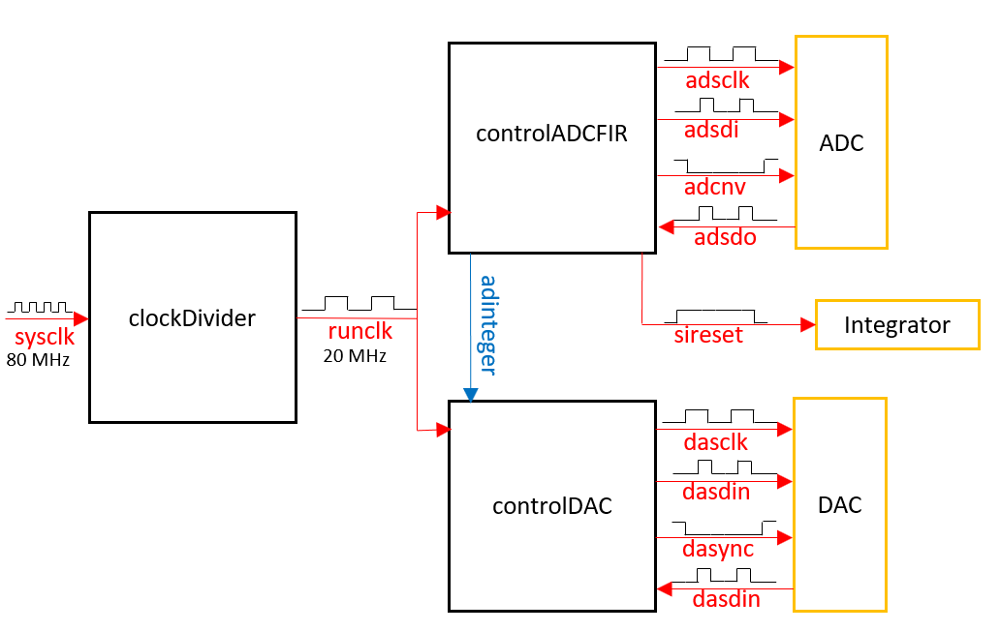 controlADCFIR
adsclk
adsdi
adcnv
adsdo
ADC
clockDivider
sysclk
80 MHz
runclk
20 MHz
adinteger
sireset
Integrator
controlDAC
dasclk
dasdin
dasync
dasdin
DAC